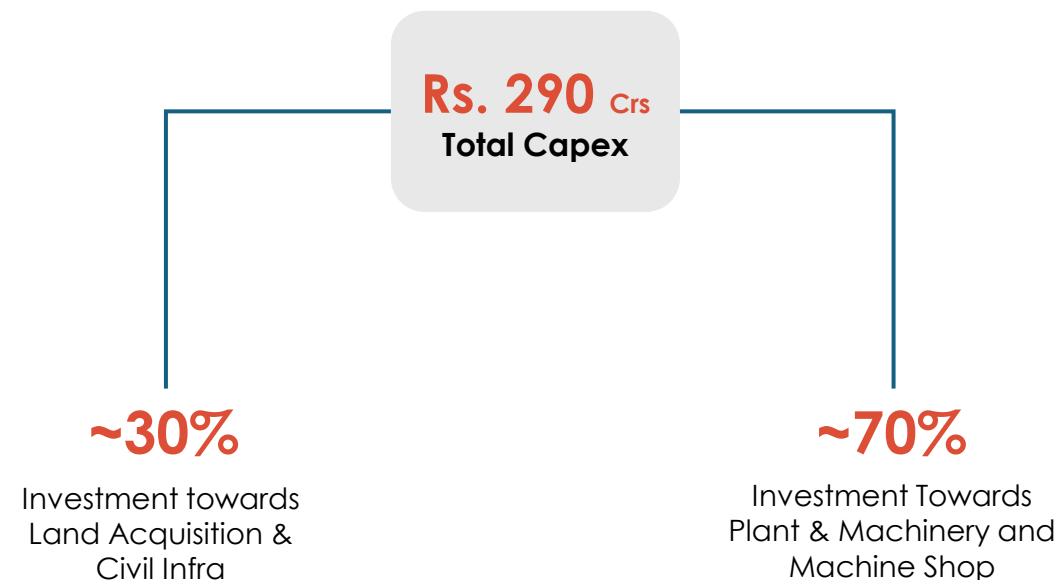 Rs. 290 Crs
Total Capex
~30%
Investment towards
Land Acquisition &
Civil Infra
~70%
Investment Towards
Plant & Machinery and
Machine Shop